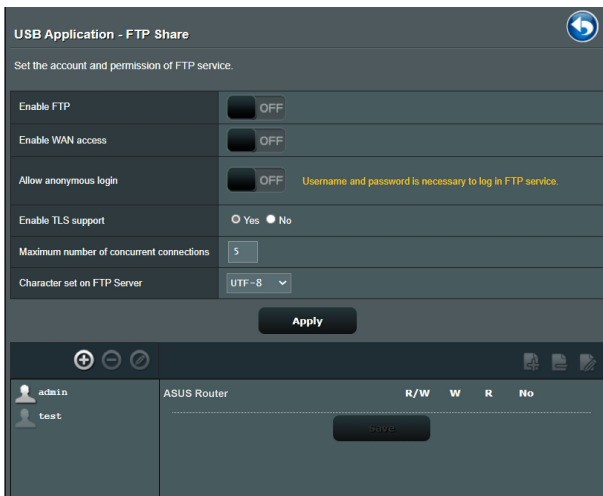 USB Application - FTP Share
Set the account and permission of FTP service.
Enable FTP OFF
Enable WAN access OFF
Allow anonymous login OFF Username and password is necessary to log in FTP service.
Enable TLS support Yes No
Maximum number of concurrent connections 5
Character set on FTP Server UTF-8
Apply
admin ASUS Router R/W W R No
test
Save